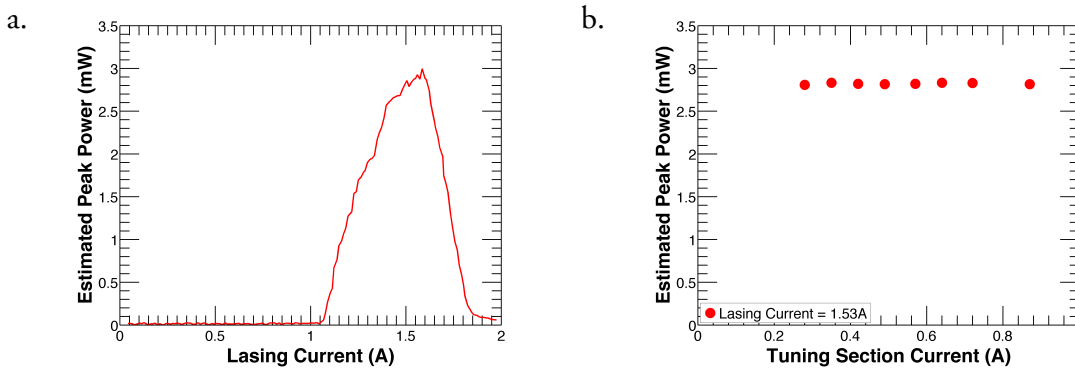 a.
Estimated Peak Power (mW)
3.5
3
2.5
2
1.5
1
0.5
0
0 0.5 1 1.5 2
Lasing Current (A)
b.
Estimated Peak Power (mW)
3.5
3
2.5
2
1.5
1
0.5
0
Lasing Current = 1.53A
0 0.2 0.4 0.6 0.8
Tuning Section Current (A)